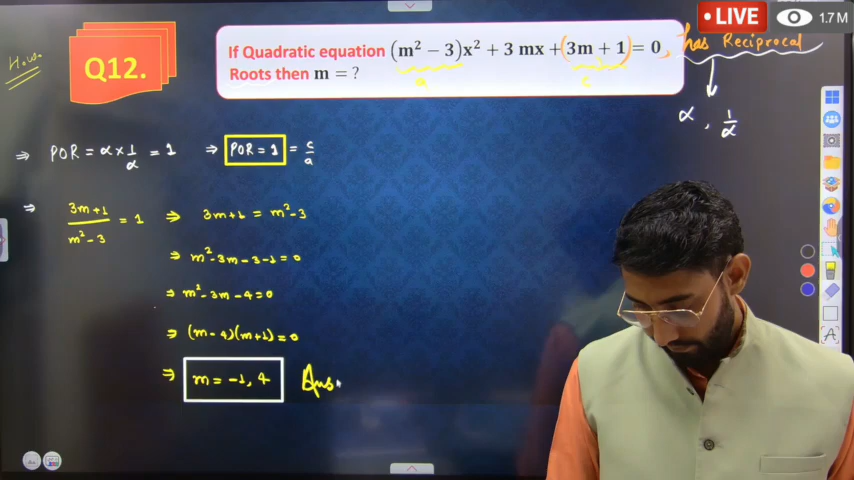 LIVE 1.7M
H.W.
Q12.
If Quadratic equation (m² − 3)x² + 3 mx + (3m + 1) = 0, has Reciprocal
Roots then m = ?
a c
α , 1/α
⇒ POR = α × 1/α = 1 ⇒ POR = 1 = c/a
⇒ (3m+1)/(m²-3) = 1 ⇒ 3m+1 = m²-3
⇒ m²-3m-3-1=0
⇒ m²-3m-4=0
⇒ (m-4)(m+1)=0
⇒ m = -1, 4 Ans